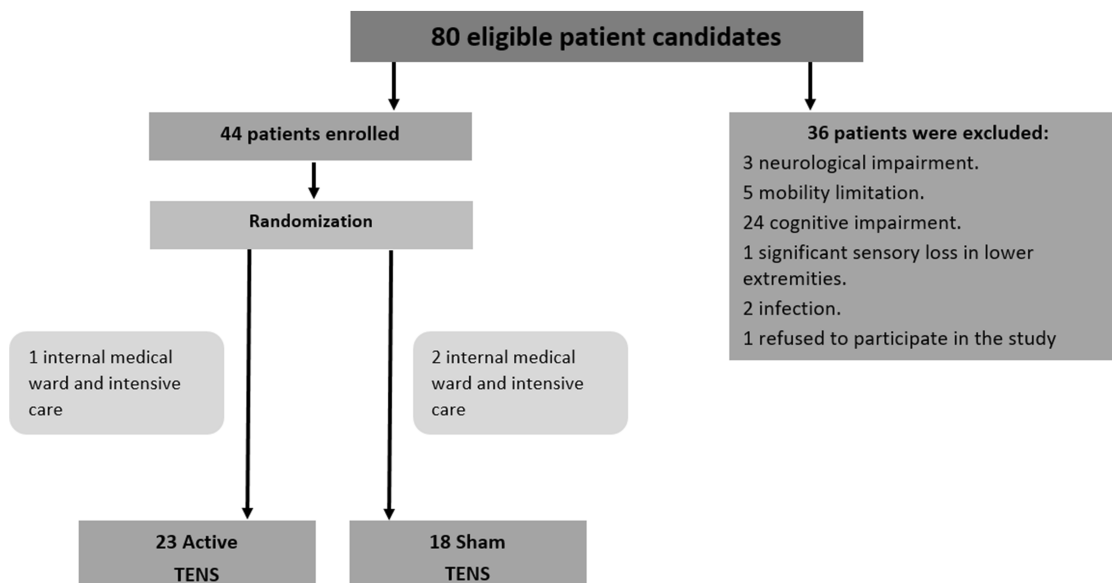 80 eligible patient candidates
44 patients enrolled
Randomization
36 patients were excluded:
3 neurological impairment.
5 mobility limitation.
24 cognitive impairment.
1 significant sensory loss in lower
extremities.
2 infection.
1 refused to participate in the study
1 internal medical
ward and intensive
care
2 internal medical
ward and intensive
care
23 Active
TENS
18 Sham
TENS